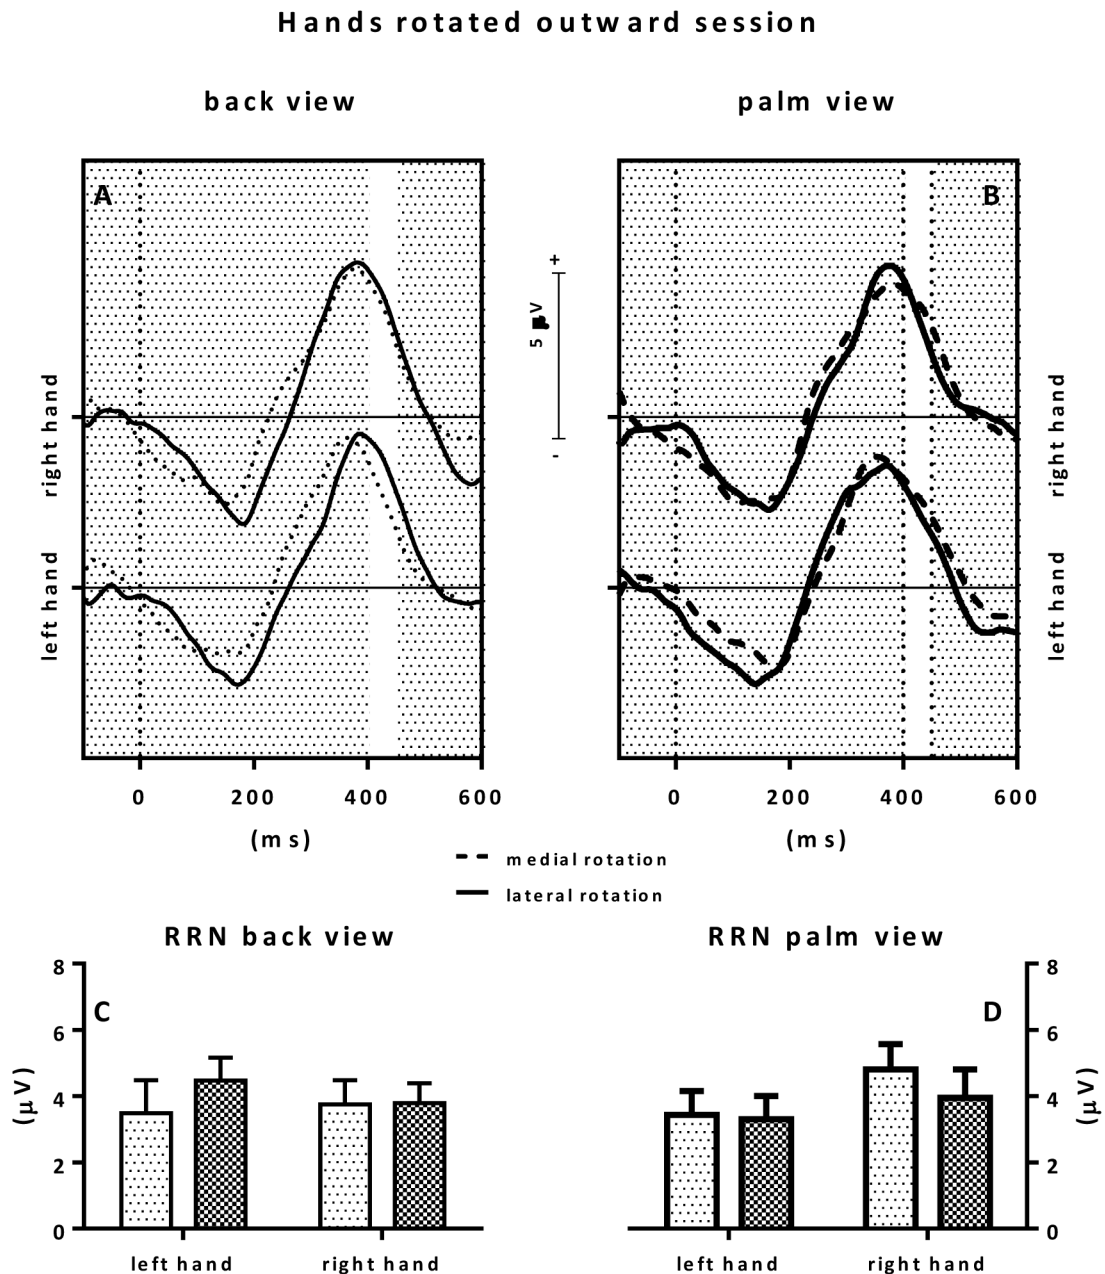 Hands rotated outward session
back view
palm view
A
B
+
5 µV
-
right hand
left hand
right hand
left hand
0 200 400 600
(ms)
0 200 400 600
(ms)
medial rotation
lateral rotation
RRN back view
RRN palm view
C
D
8
6
4
2
0
(µV)
left hand right hand
8
6
4
2
0
(µV)
left hand right hand